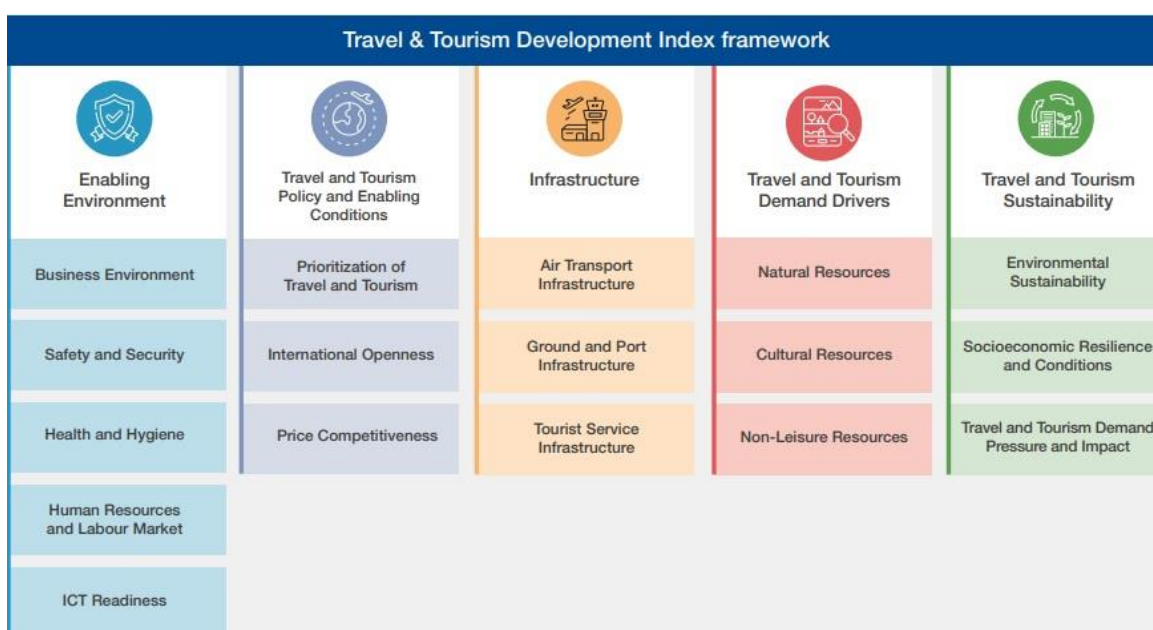 Travel & Tourism Development Index framework
Enabling
Environment
Business Environment
Safety and Security
Health and Hygiene
Human Resources
and Labour Market
ICT Readiness
Travel and Tourism
Policy and Enabling
Conditions
Prioritization of
Travel and Tourism
International Openness
Price Competitiveness
Infrastructure
Air Transport
Infrastructure
Ground and Port
Infrastructure
Tourist Service
Infrastructure
Travel and Tourism
Demand Drivers
Natural Resources
Cultural Resources
Non-Leisure Resources
Travel and Tourism
Sustainability
Environmental
Sustainability
Socioeconomic Resilience
and Conditions
Travel and Tourism Demand
Pressure and Impact